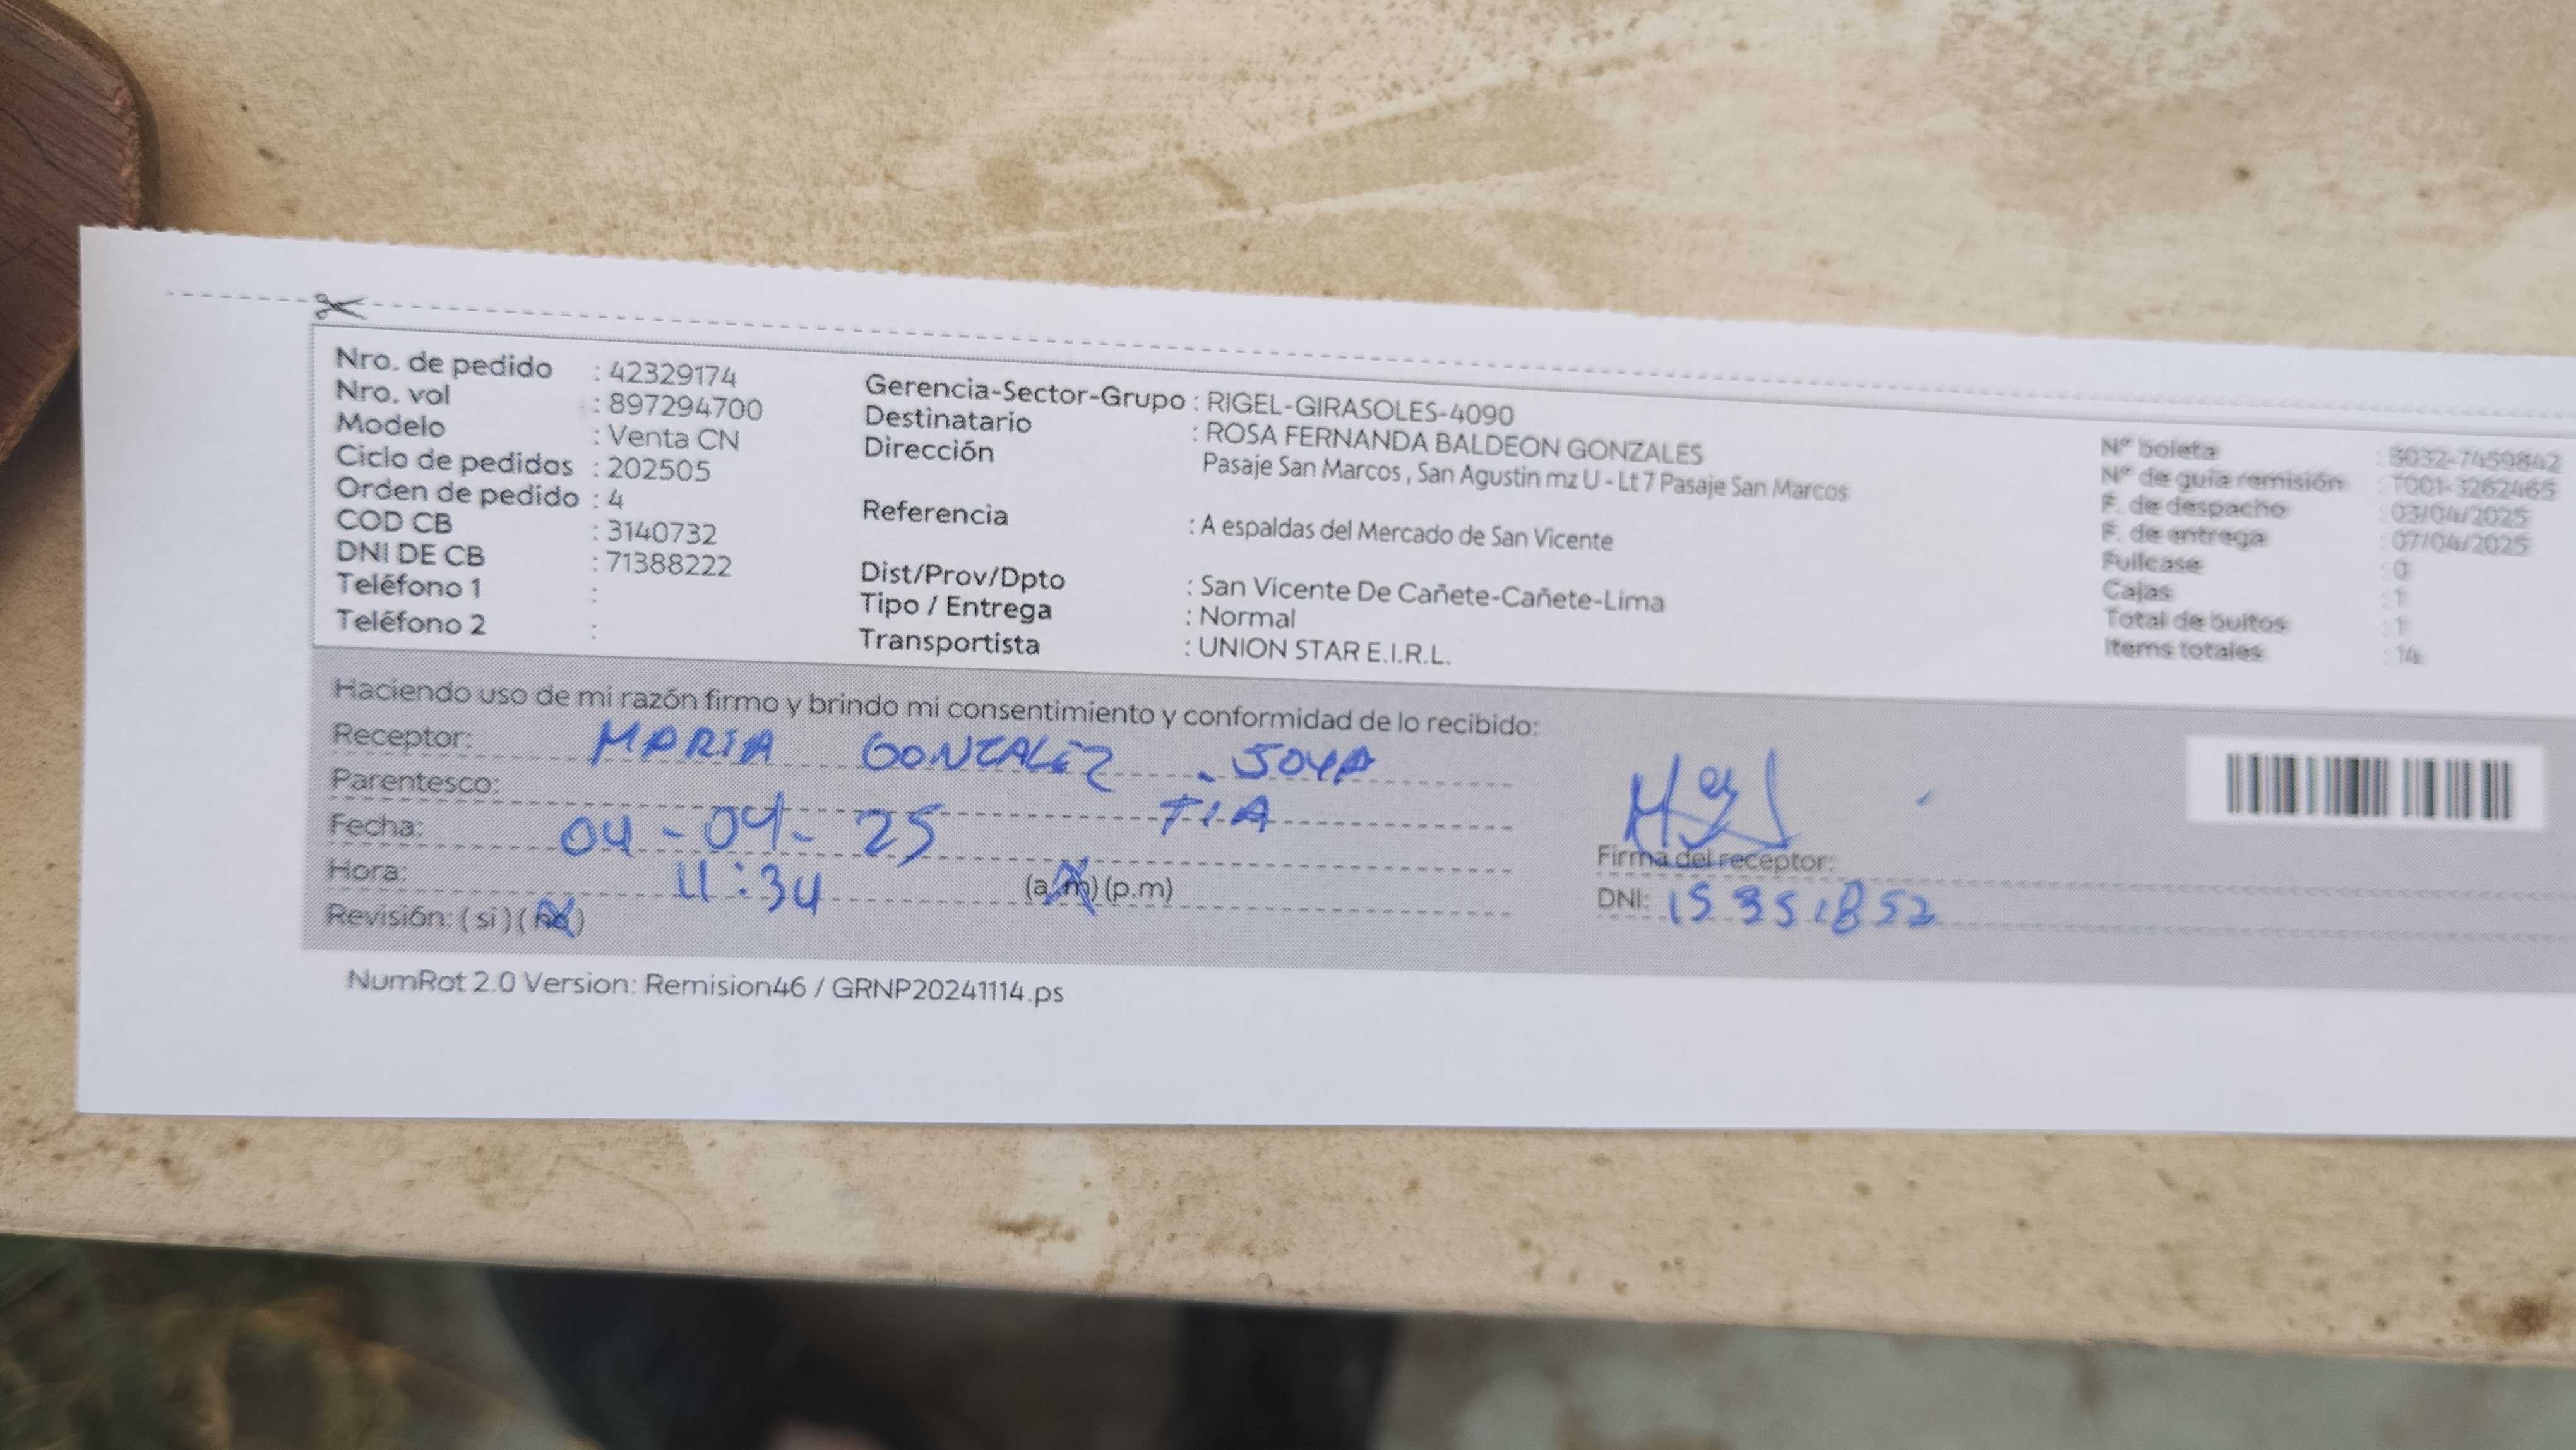 Nro. de pedido : 42329174
Nro. vol : 897294700
Modelo : Venta CN
Ciclo de pedidos : 202505
Orden de pedido : 4
COD CB : 3140732
DNI DE CB : 71388222
Teléfono 1 :
Teléfono 2 :
Gerencia-Sector-Grupo : RIGEL-GIRASOLES-4090
Destinatario : ROSA FERNANDA BALDEON GONZALES
Dirección Pasaje San Marcos , San Agustin mz U - Lt 7 Pasaje San Marcos
Referencia : A espaldas del Mercado de San Vicente
Dist/Prov/Dpto : San Vicente De Cañete-Cañete-Lima
Tipo / Entrega : Normal
Transportista : UNION STAR E.I.R.L.
N° boleta : B032-7459842
N° de guía remisión : T001-3262465
F. de despacho : 03/04/2025
F. de entrega : 07/04/2025
Fullcase : 0
Cajas : 1
Total de bultos : 1
Items totales : 14
Haciendo uso de mi razón firmo y brindo mi consentimiento y conformidad de lo recibido:
Receptor: MARIA GONZALEZ . JOYA
Parentesco: TIA
Fecha: 04-04-25
Hora: 11:34 (a.m) (p.m)
Revisión: ( si ) ( no )
Firma del receptor:
DNI: 15351852
NumRot 2.0 Version: Remision46 / GRNP20241114.ps